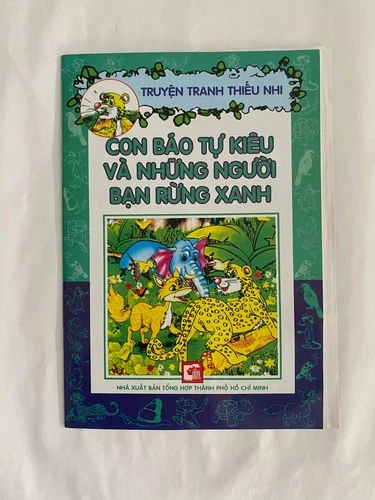 TRUYỆN TRANH THIẾU NHI
CON BÁO TỰ KIÊU
VÀ NHỮNG NGƯỜI
BẠN RỪNG XANH
NHÀ XUẤT BẢN TỔNG HỢP THÀNH PHỐ HỒ CHÍ MINH